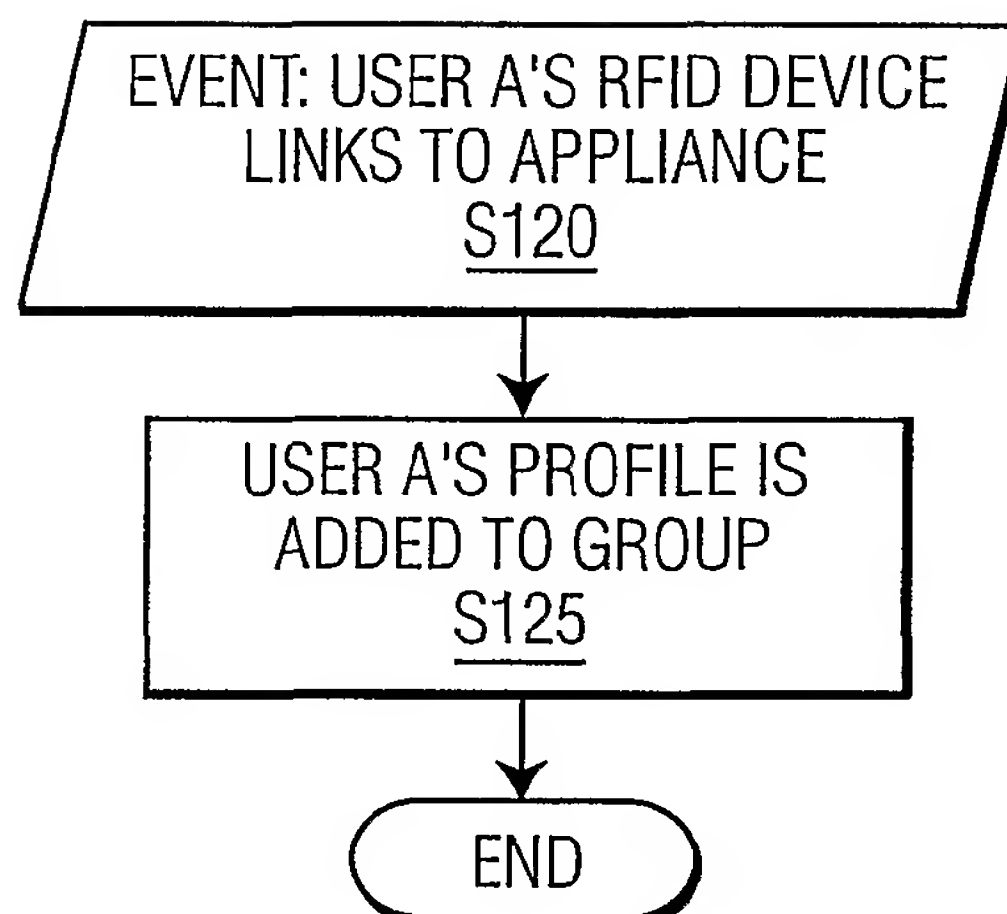 EVENT: USER A'S RFID DEVICE
LINKS TO APPLIANCE
S120
USER A'S PROFILE IS
ADDED TO GROUP
S125
END